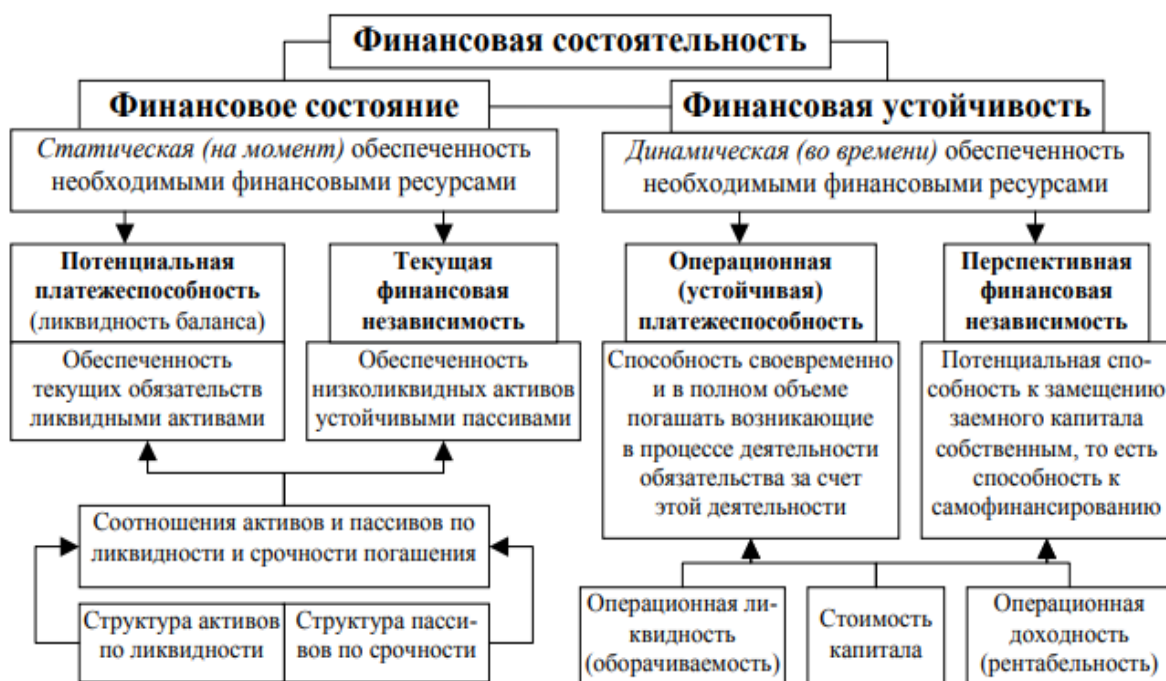 Финансовая состоятельность
Финансовое состояние
Финансовая устойчивость
Статическая (на момент) обеспеченность
необходимыми финансовыми ресурсами
Динамическая (во времени) обеспеченность
необходимыми финансовыми ресурсами
Потенциальная
платежеспособность
(ликвидность баланса)
Обеспеченность
текущих обязательств
ликвидными активами
Текущая
финансовая
независимость
Обеспеченность
низколиквидных активов
устойчивыми пассивами
Операционная
(устойчивая)
платежеспособность
Способность своевременно
и в полном объеме
погашать возникающие
в процессе деятельности
обязательства за счет
этой деятельности
Перспективная
финансовая
независимость
Потенциальная спо-
собность к замещению
заемного капитала
собственным, то есть
способность к
самофинансированию
Соотношения активов и пассивов по
ликвидности и срочности погашения
Структура активов
по ликвидности
Структура пасси-
вов по срочности
Операционная ли-
квидность
(оборачиваемость)
Стоимость
капитала
Операционная
доходность
(рентабельность)